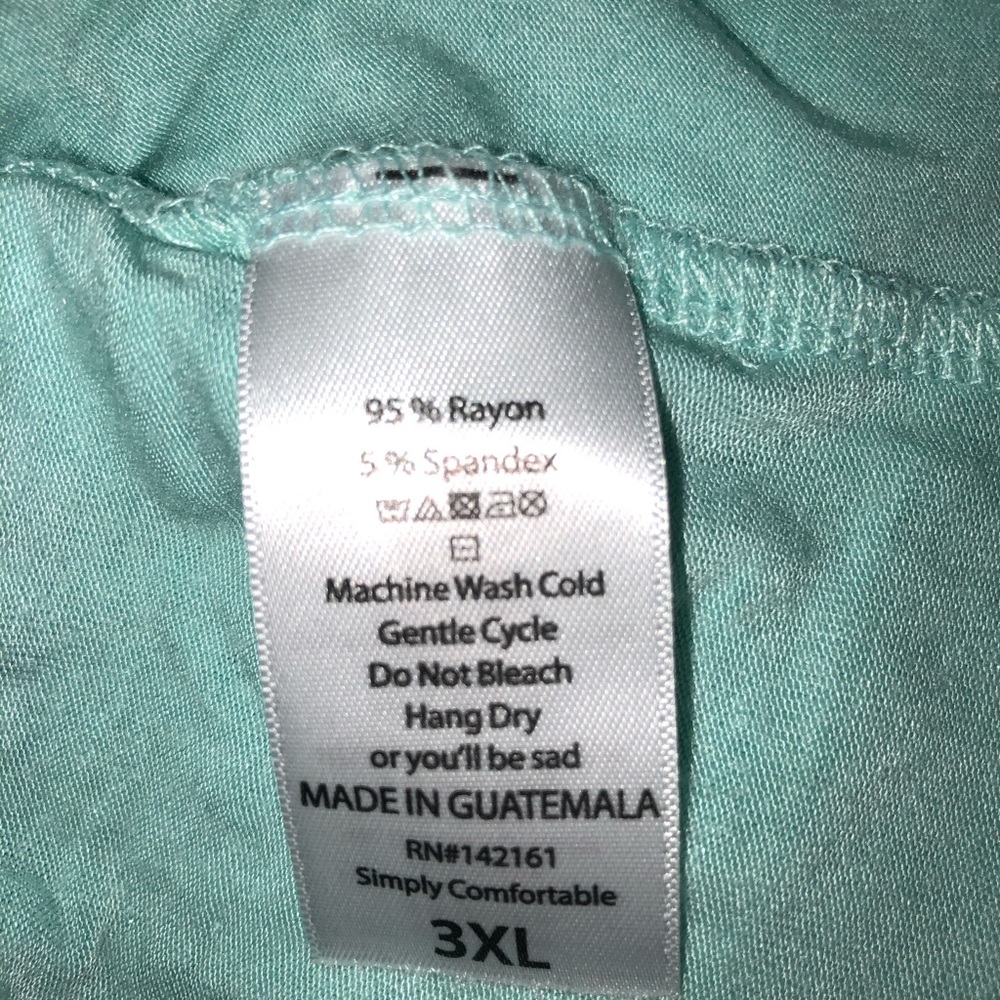 95 % Rayon
5 % Spandex
Machine Wash Cold
Gentle Cycle
Do Not Bleach
Hang Dry
or you'll be sad
MADE IN GUATEMALA
RN#142161
Simply Comfortable
3XL